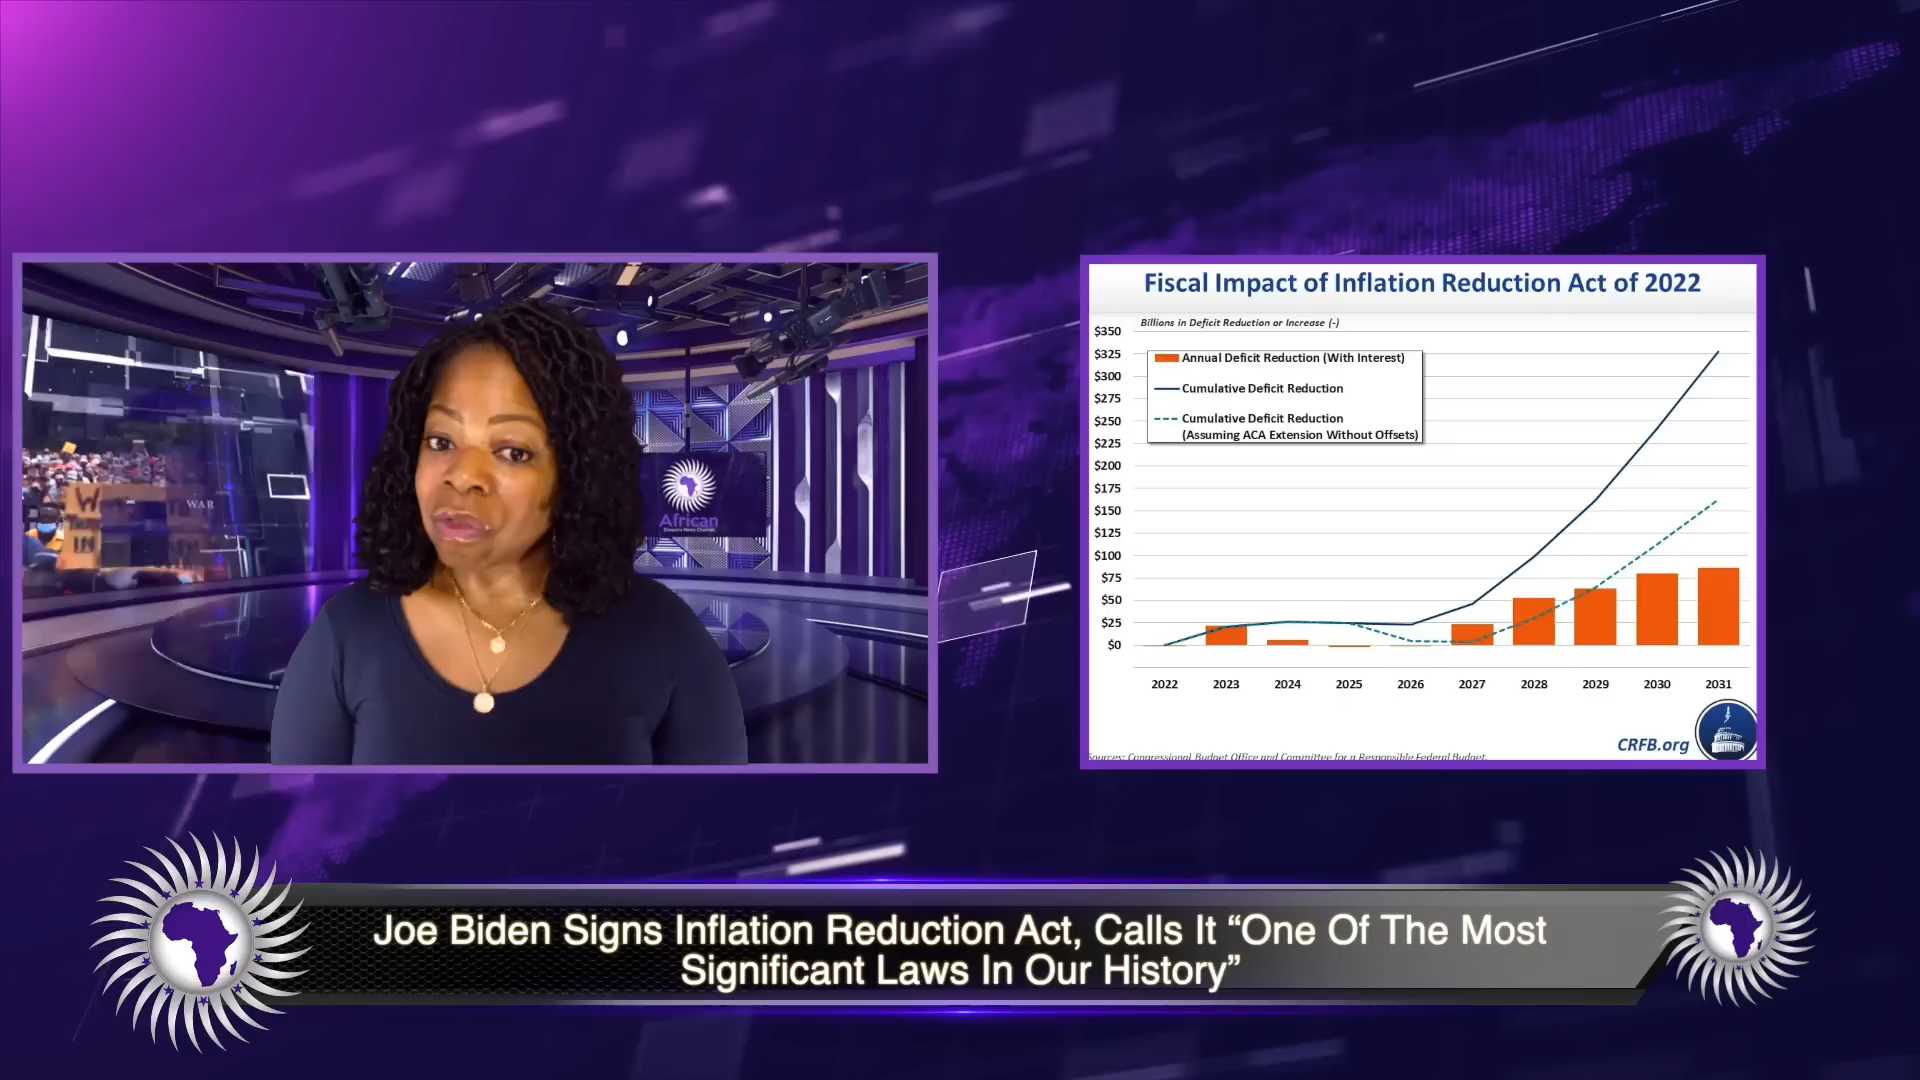 WAR
W
IN
African
Diaspora News Channel
Fiscal Impact of Inflation Reduction Act of 2022
Billions in Deficit Reduction or Increase (-)
$350
$325
$300
$275
$250
$225
$200
$175
$150
$125
$100
$75
$50
$25
$0
Annual Deficit Reduction (With Interest)
Cumulative Deficit Reduction
Cumulative Deficit Reduction
(Assuming ACA Extension Without Offsets)
2022 2023 2024 2025 2026 2027 2028 2029 2030 2031
CRFB.org
Sources: Congressional Budget Office and Committee for a Responsible Federal Budget.
Joe Biden Signs Inflation Reduction Act, Calls It “One Of The Most
Significant Laws In Our History”